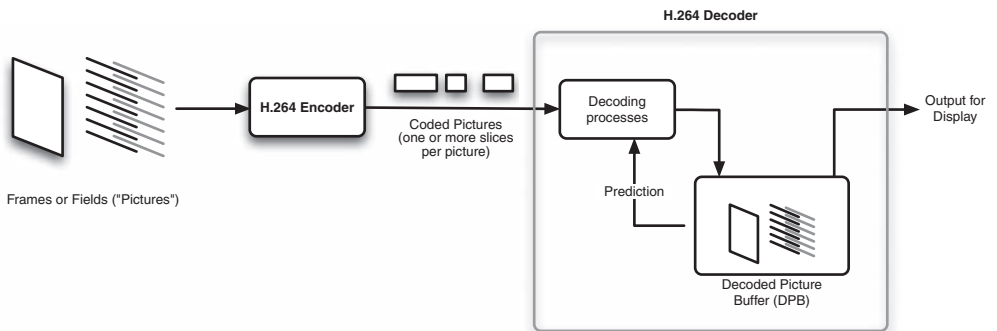 H.264 Decoder
H.264 Encoder
Decoding
processes
Output for
Display
Coded Pictures
(one or more slices
per picture)
Prediction
Frames or Fields ("Pictures")
Decoded Picture
Buffer (DPB)